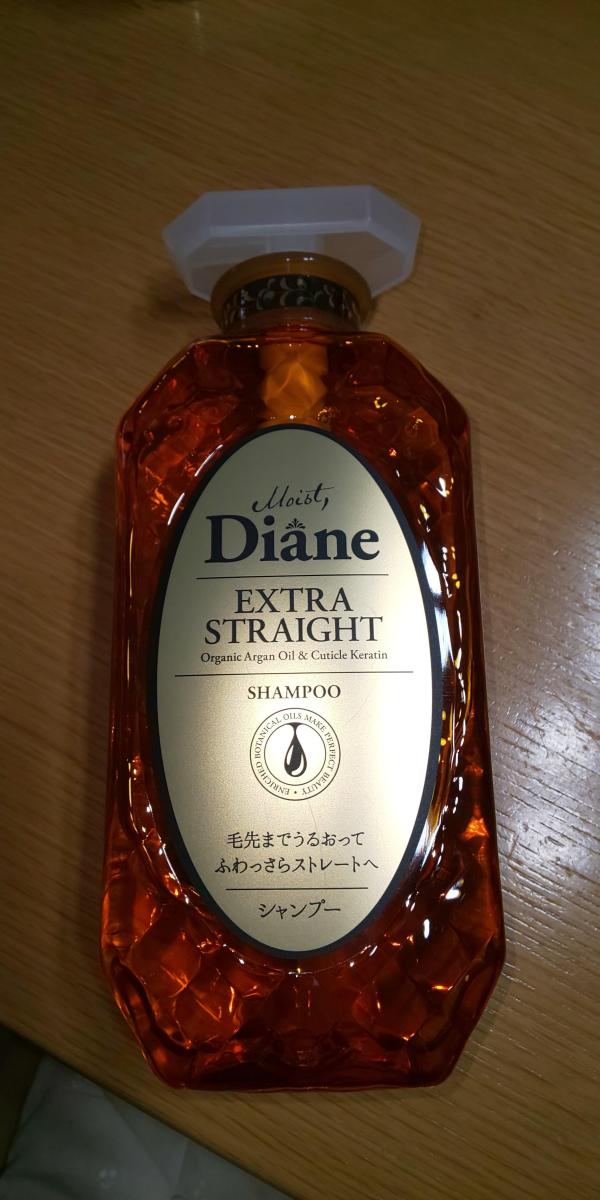 Moist,
Diane
EXTRA
STRAIGHT
Organic Argan Oil & Cuticle Keratin
SHAMPOO
ENRICHED BOTANICAL OILS MAKE PERFECT BEAUTY •
毛先までうるおって
ふわっさらストレートへ
シャンプー